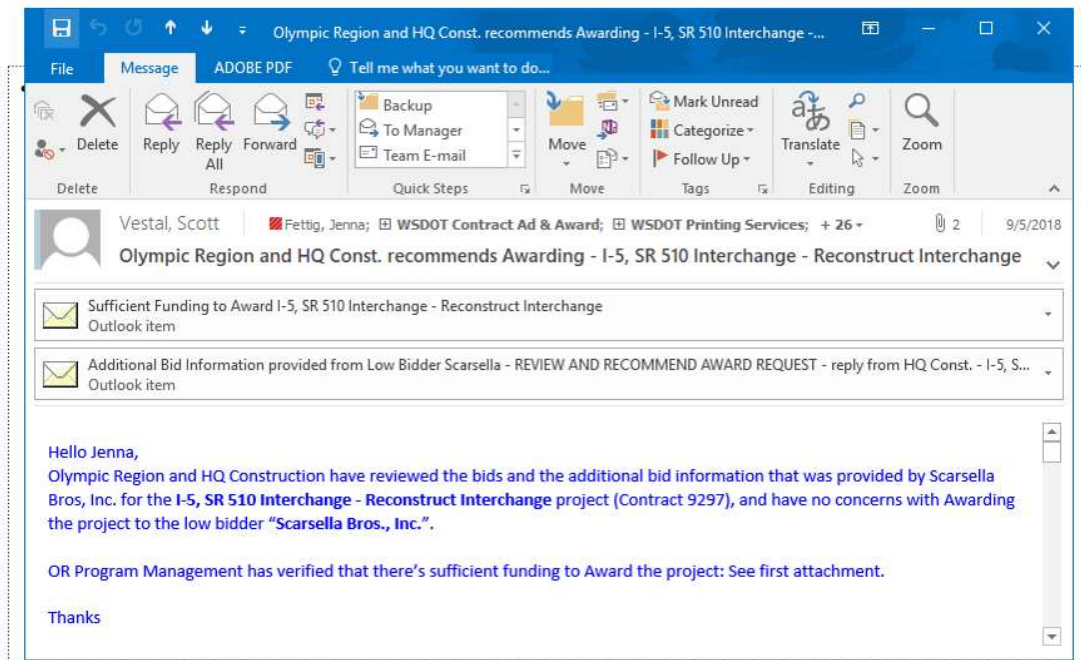 Olympic Region and HQ Const. recommends Awarding - I-5, SR 510 Interchange -...
File Message ADOBE PDF Tell me what you want to do...
Delete
Reply
Reply All
Forward
Backup
To Manager
Team E-mail
Move
Mark Unread
Categorize
Follow Up
Translate
Zoom
Delete Respond Quick Steps Move Tags Editing Zoom
Vestal, Scott Fettig, Jenna; WSDOT Contract Ad & Award; WSDOT Printing Services; + 26 2 9/5/2018
Olympic Region and HQ Const. recommends Awarding - I-5, SR 510 Interchange - Reconstruct Interchange
Sufficient Funding to Award I-5, SR 510 Interchange - Reconstruct Interchange
Outlook item
Additional Bid Information provided from Low Bidder Scarsella - REVIEW AND RECOMMEND AWARD REQUEST - reply from HQ Const. - I-5, S...
Outlook item
Hello Jenna,
Olympic Region and HQ Construction have reviewed the bids and the additional bid information that was provided by Scarsella
Bros, Inc. for the I-5, SR 510 Interchange - Reconstruct Interchange project (Contract 9297), and have no concerns with Awarding
the project to the low bidder “Scarsella Bros., Inc.”.
OR Program Management has verified that there’s sufficient funding to Award the project: See first attachment.
Thanks